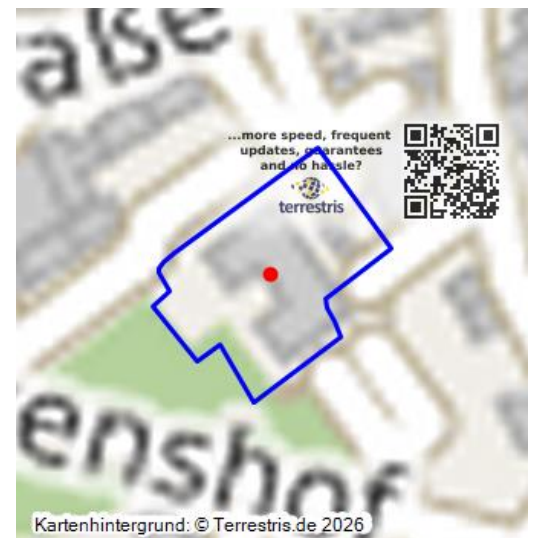 aße
...more speed, frequent
updates, guarantees
and no hassle?
terrestris
enshof
Kartenhintergrund: © Terrestris.de 2026